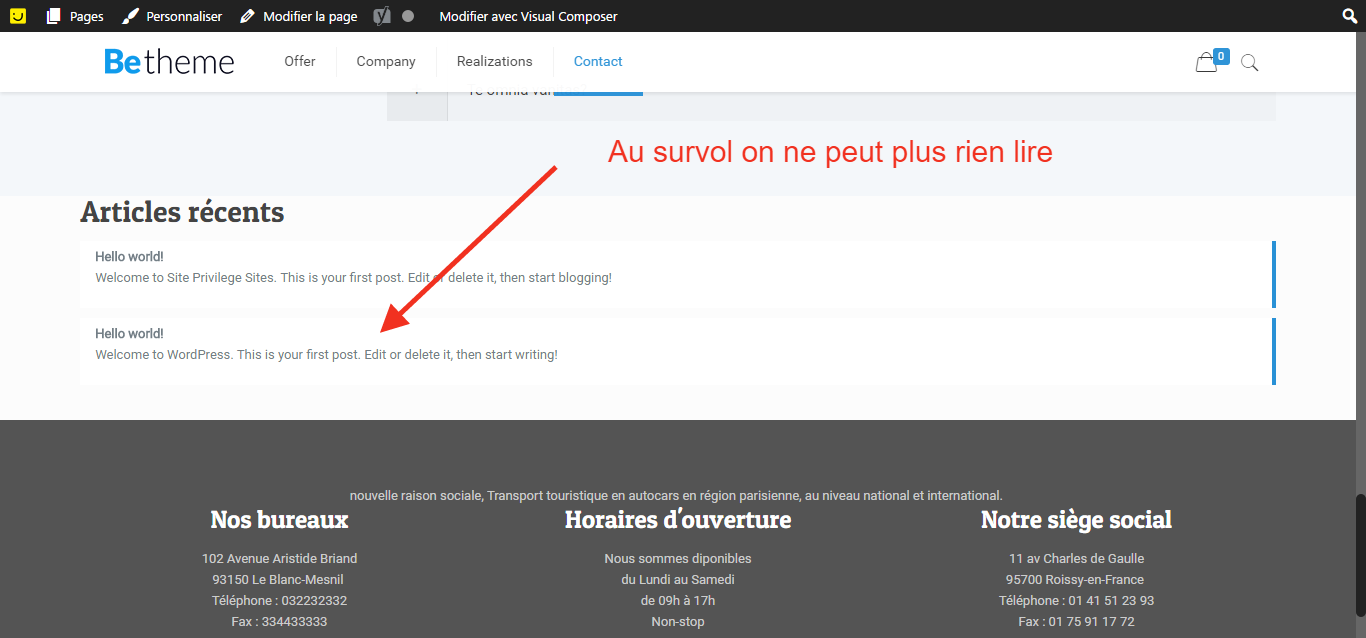 Pages Personnaliser Modifier la page Modifier avec Visual Composer
Betheme Offer Company Realizations Contact 0
Te omnia
Au survol on ne peut plus rien lire
Articles récents
Hello world!
Welcome to Site Privilege Sites. This is your first post. Edit or delete it, then start blogging!
Hello world!
Welcome to WordPress. This is your first post. Edit or delete it, then start writing!
nouvelle raison sociale, Transport touristique en autocars en région parisienne, au niveau national et international.
Nos bureaux
102 Avenue Aristide Briand
93150 Le Blanc-Mesnil
Téléphone : 032232332
Fax : 334433333
Horaires d'ouverture
Nous sommes diponibles
du Lundi au Samedi
de 09h à 17h
Non-stop
Notre siège social
11 av Charles de Gaulle
95700 Roissy-en-France
Téléphone : 01 41 51 23 93
Fax : 01 75 91 17 72